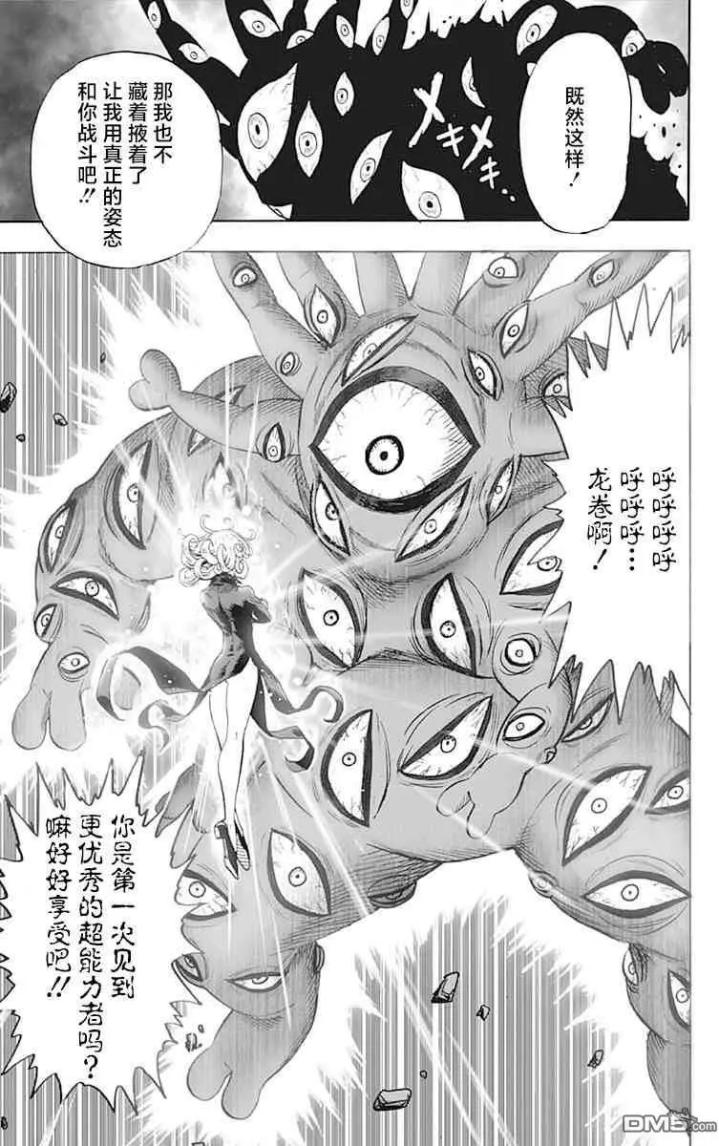 既然这样！
メキメキ…
那我也不
藏着掖着了
让我用真正的姿态
和你战斗吧！！
呼呼呼呼
呼呼呼…
龙卷啊！
你是第一次见到
更优秀的超能力者吗？
嘛好好享受吧！！
DM5.com